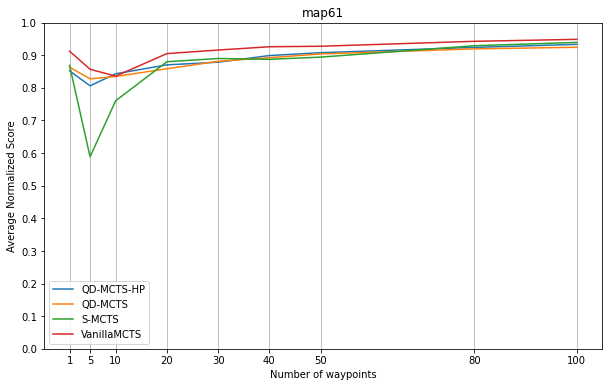 map61
Average Normalized Score
1.0
0.9
0.8
0.7
0.6
0.5
0.4
0.3
0.2
0.1
0.0
QD-MCTS-HP
QD-MCTS
S-MCTS
VanillaMCTS
1 5 10 20 30 40 50 80 100
Number of waypoints